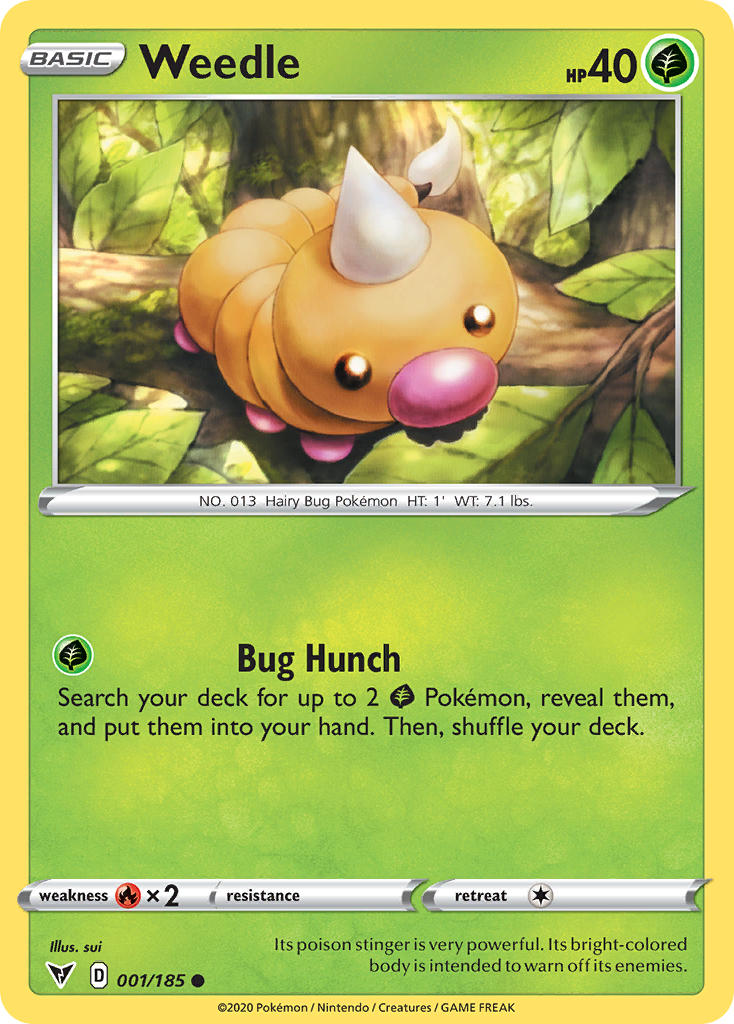 BASIC Weedle HP40
NO. 013 Hairy Bug Pokémon HT: 1' WT: 7.1 lbs.
Bug Hunch
Search your deck for up to 2 Pokémon, reveal them,
and put them into your hand. Then, shuffle your deck.
weakness ×2 resistance retreat
Illus. sui
Its poison stinger is very powerful. Its bright-colored
body is intended to warn off its enemies.
D 001/185
©2020 Pokémon / Nintendo / Creatures / GAME FREAK